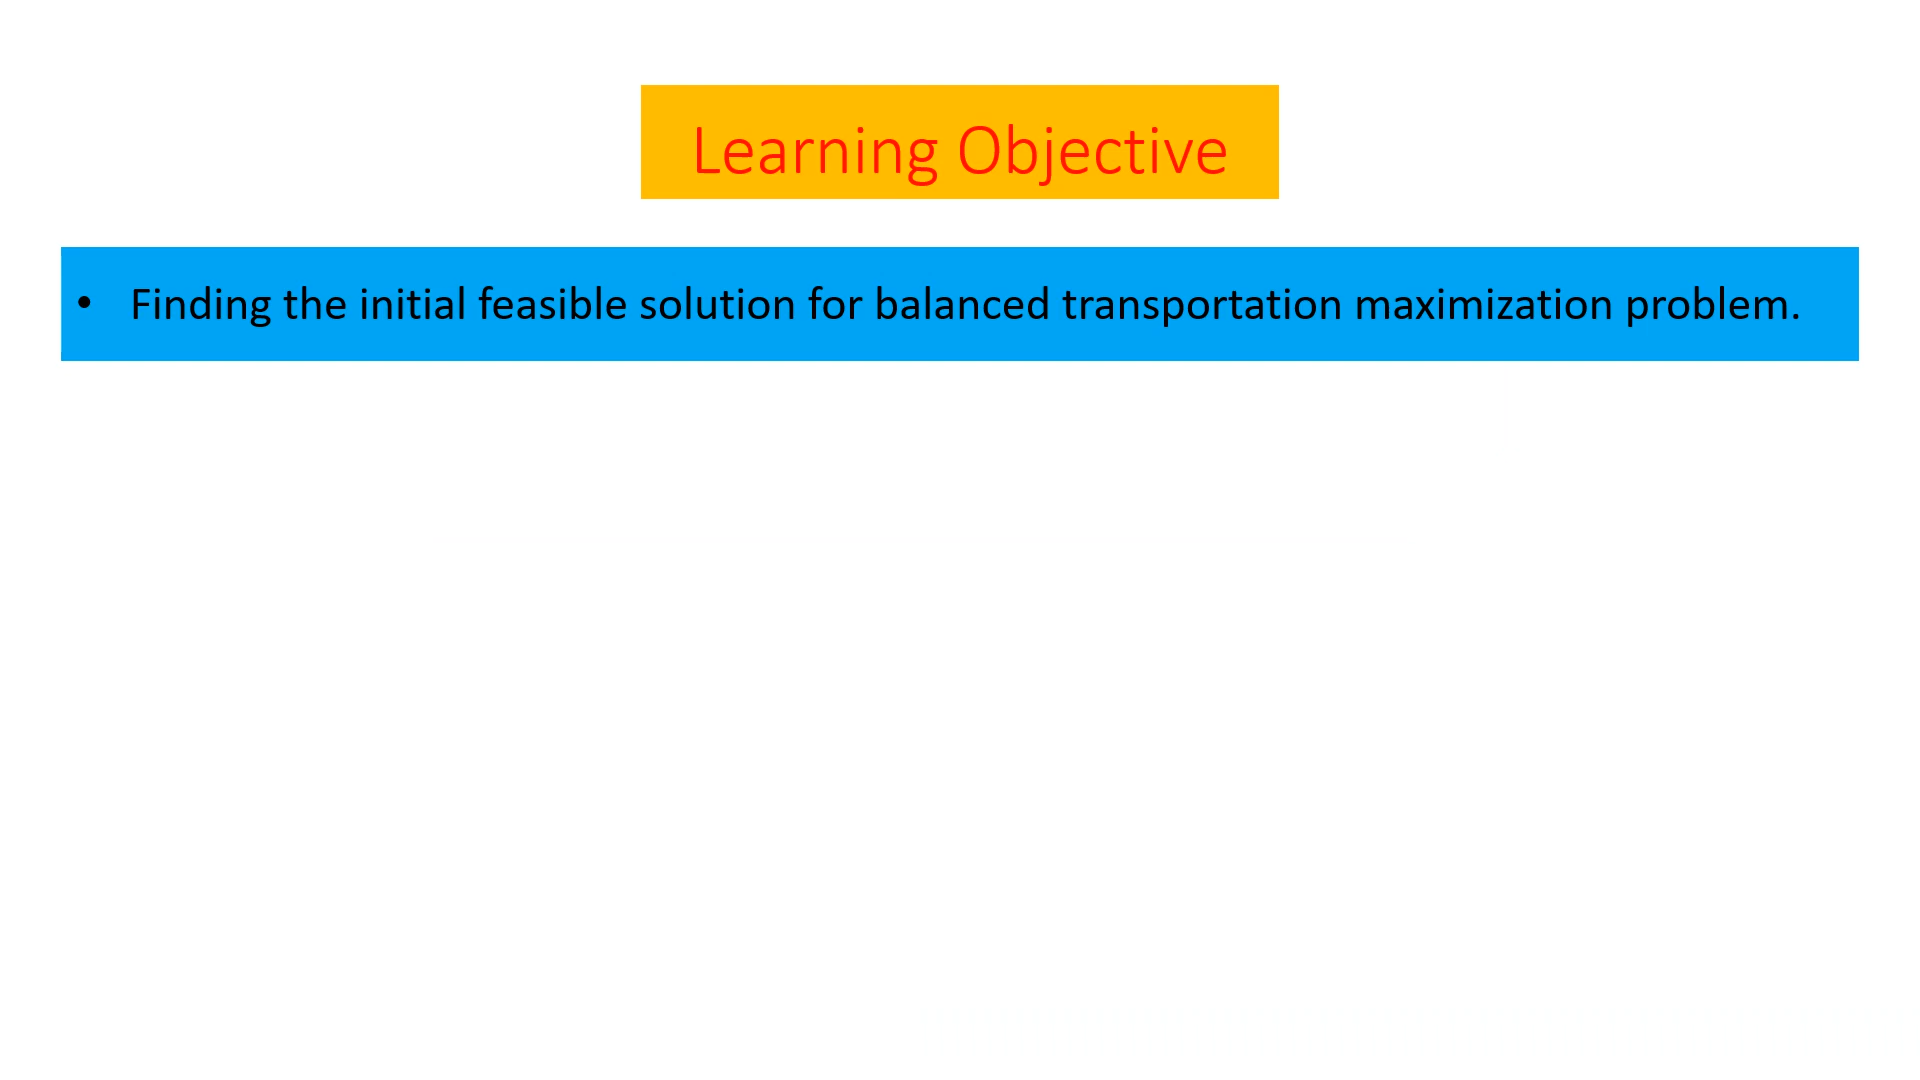 Learning Objective
• Finding the initial feasible solution for balanced transportation maximization problem.